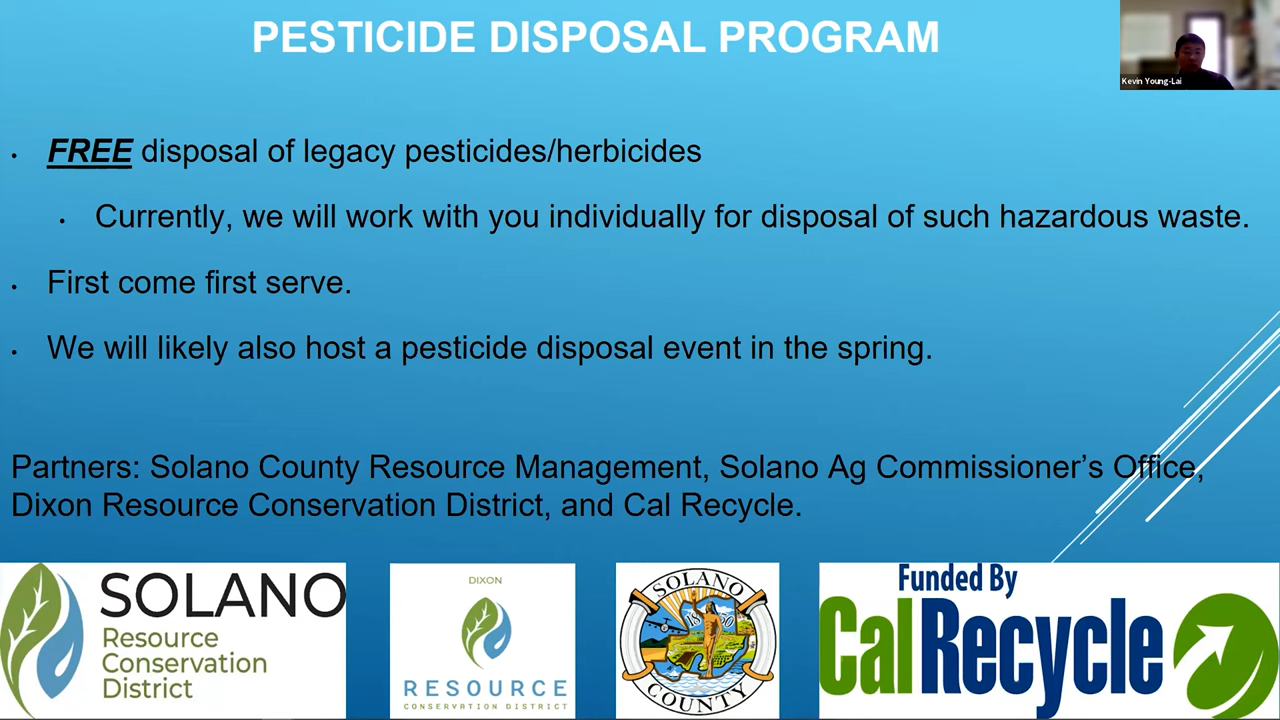 PESTICIDE DISPOSAL PROGRAM
Kevin Young-Lai
• FREE disposal of legacy pesticides/herbicides
• Currently, we will work with you individually for disposal of such hazardous waste.
• First come first serve.
• We will likely also host a pesticide disposal event in the spring.
Partners: Solano County Resource Management, Solano Ag Commissioner’s Office,
Dixon Resource Conservation District, and Cal Recycle.
SOLANO
Resource
Conservation
District
DIXON
RESOURCE
CONSERVATION DISTRICT
SOLANO
1850
COUNTY
Funded By
CalRecycle